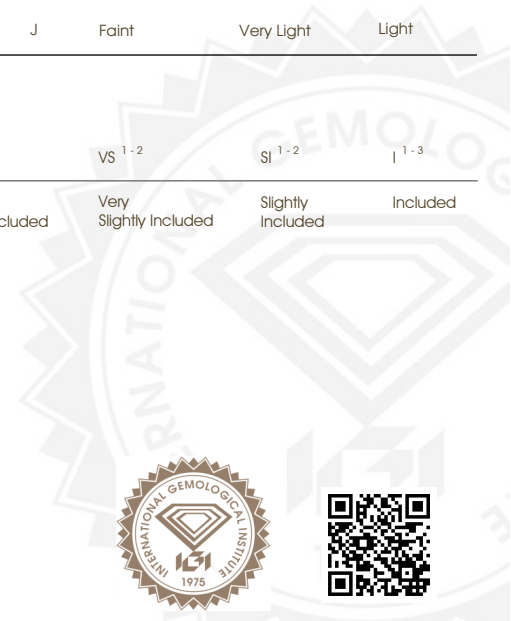 J Faint Very Light Light
VS 1 - 2 SI 1 - 2 I 1 - 3
Very Slightly Included
cluded Slightly Included Included
INTERNATIONAL GEMOLOGICAL INSTITUTE
IGI
1975